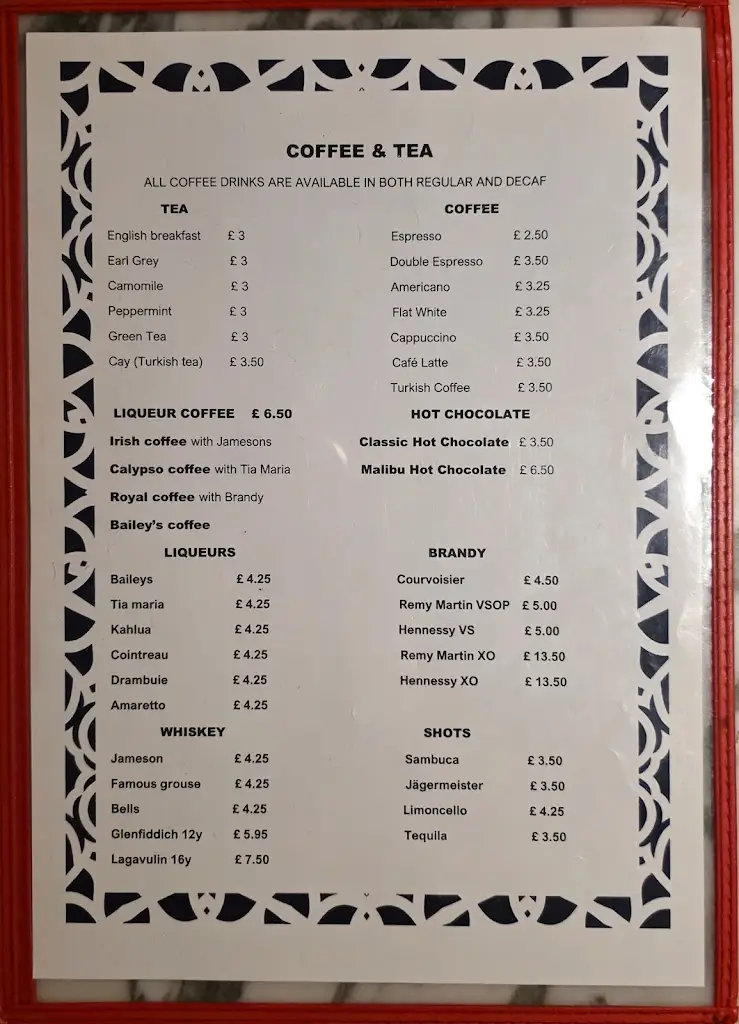 COFFEE & TEA
ALL COFFEE DRINKS ARE AVAILABLE IN BOTH REGULAR AND DECAF
TEA
English breakfast £ 3
Earl Grey £ 3
Camomile £ 3
Peppermint £ 3
Green Tea £ 3
Cay (Turkish tea) £ 3.50
COFFEE
Espresso £ 2.50
Double Espresso £ 3.50
Americano £ 3.25
Flat White £ 3.25
Cappuccino £ 3.50
Café Latte £ 3.50
Turkish Coffee £ 3.50
LIQUEUR COFFEE £ 6.50
Irish coffee with Jamesons
Calypso coffee with Tia Maria
Royal coffee with Brandy
Bailey's coffee
HOT CHOCOLATE
Classic Hot Chocolate £ 3.50
Malibu Hot Chocolate £ 6.50
LIQUEURS
Baileys £ 4.25
Tia maria £ 4.25
Kahlua £ 4.25
Cointreau £ 4.25
Drambuie £ 4.25
Amaretto £ 4.25
BRANDY
Courvoisier £ 4.50
Remy Martin VSOP £ 5.00
Hennessy VS £ 5.00
Remy Martin XO £ 13.50
Hennessy XO £ 13.50
WHISKEY
Jameson £ 4.25
Famous grouse £ 4.25
Bells £ 4.25
Glenfiddich 12y £ 5.95
Lagavulin 16y £ 7.50
SHOTS
Sambuca £ 3.50
Jägermeister £ 3.50
Limoncello £ 4.25
Tequila £ 3.50